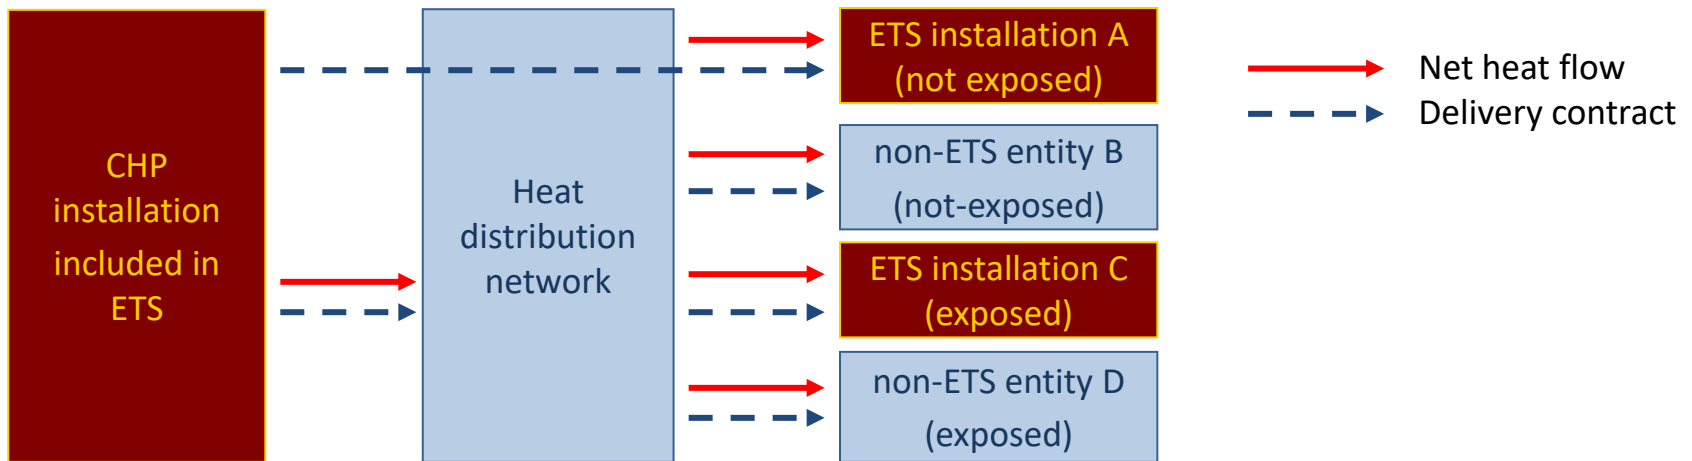 CHP
installation
included in
ETS
Heat
distribution
network
ETS installation A
(not exposed)
non-ETS entity B
(not-exposed)
ETS installation C
(exposed)
non-ETS entity D
(exposed)
Net heat flow
Delivery contract